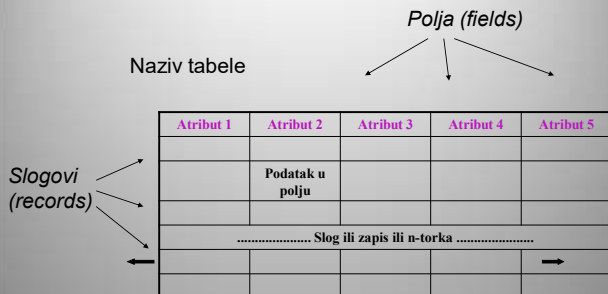 Polja (fields)
Naziv tabele
Atribut 1 Atribut 2 Atribut 3 Atribut 4 Atribut 5
Slogovi
(records)
Podatak u
polju
..................... Slog ili zapis ili n-torka ......................